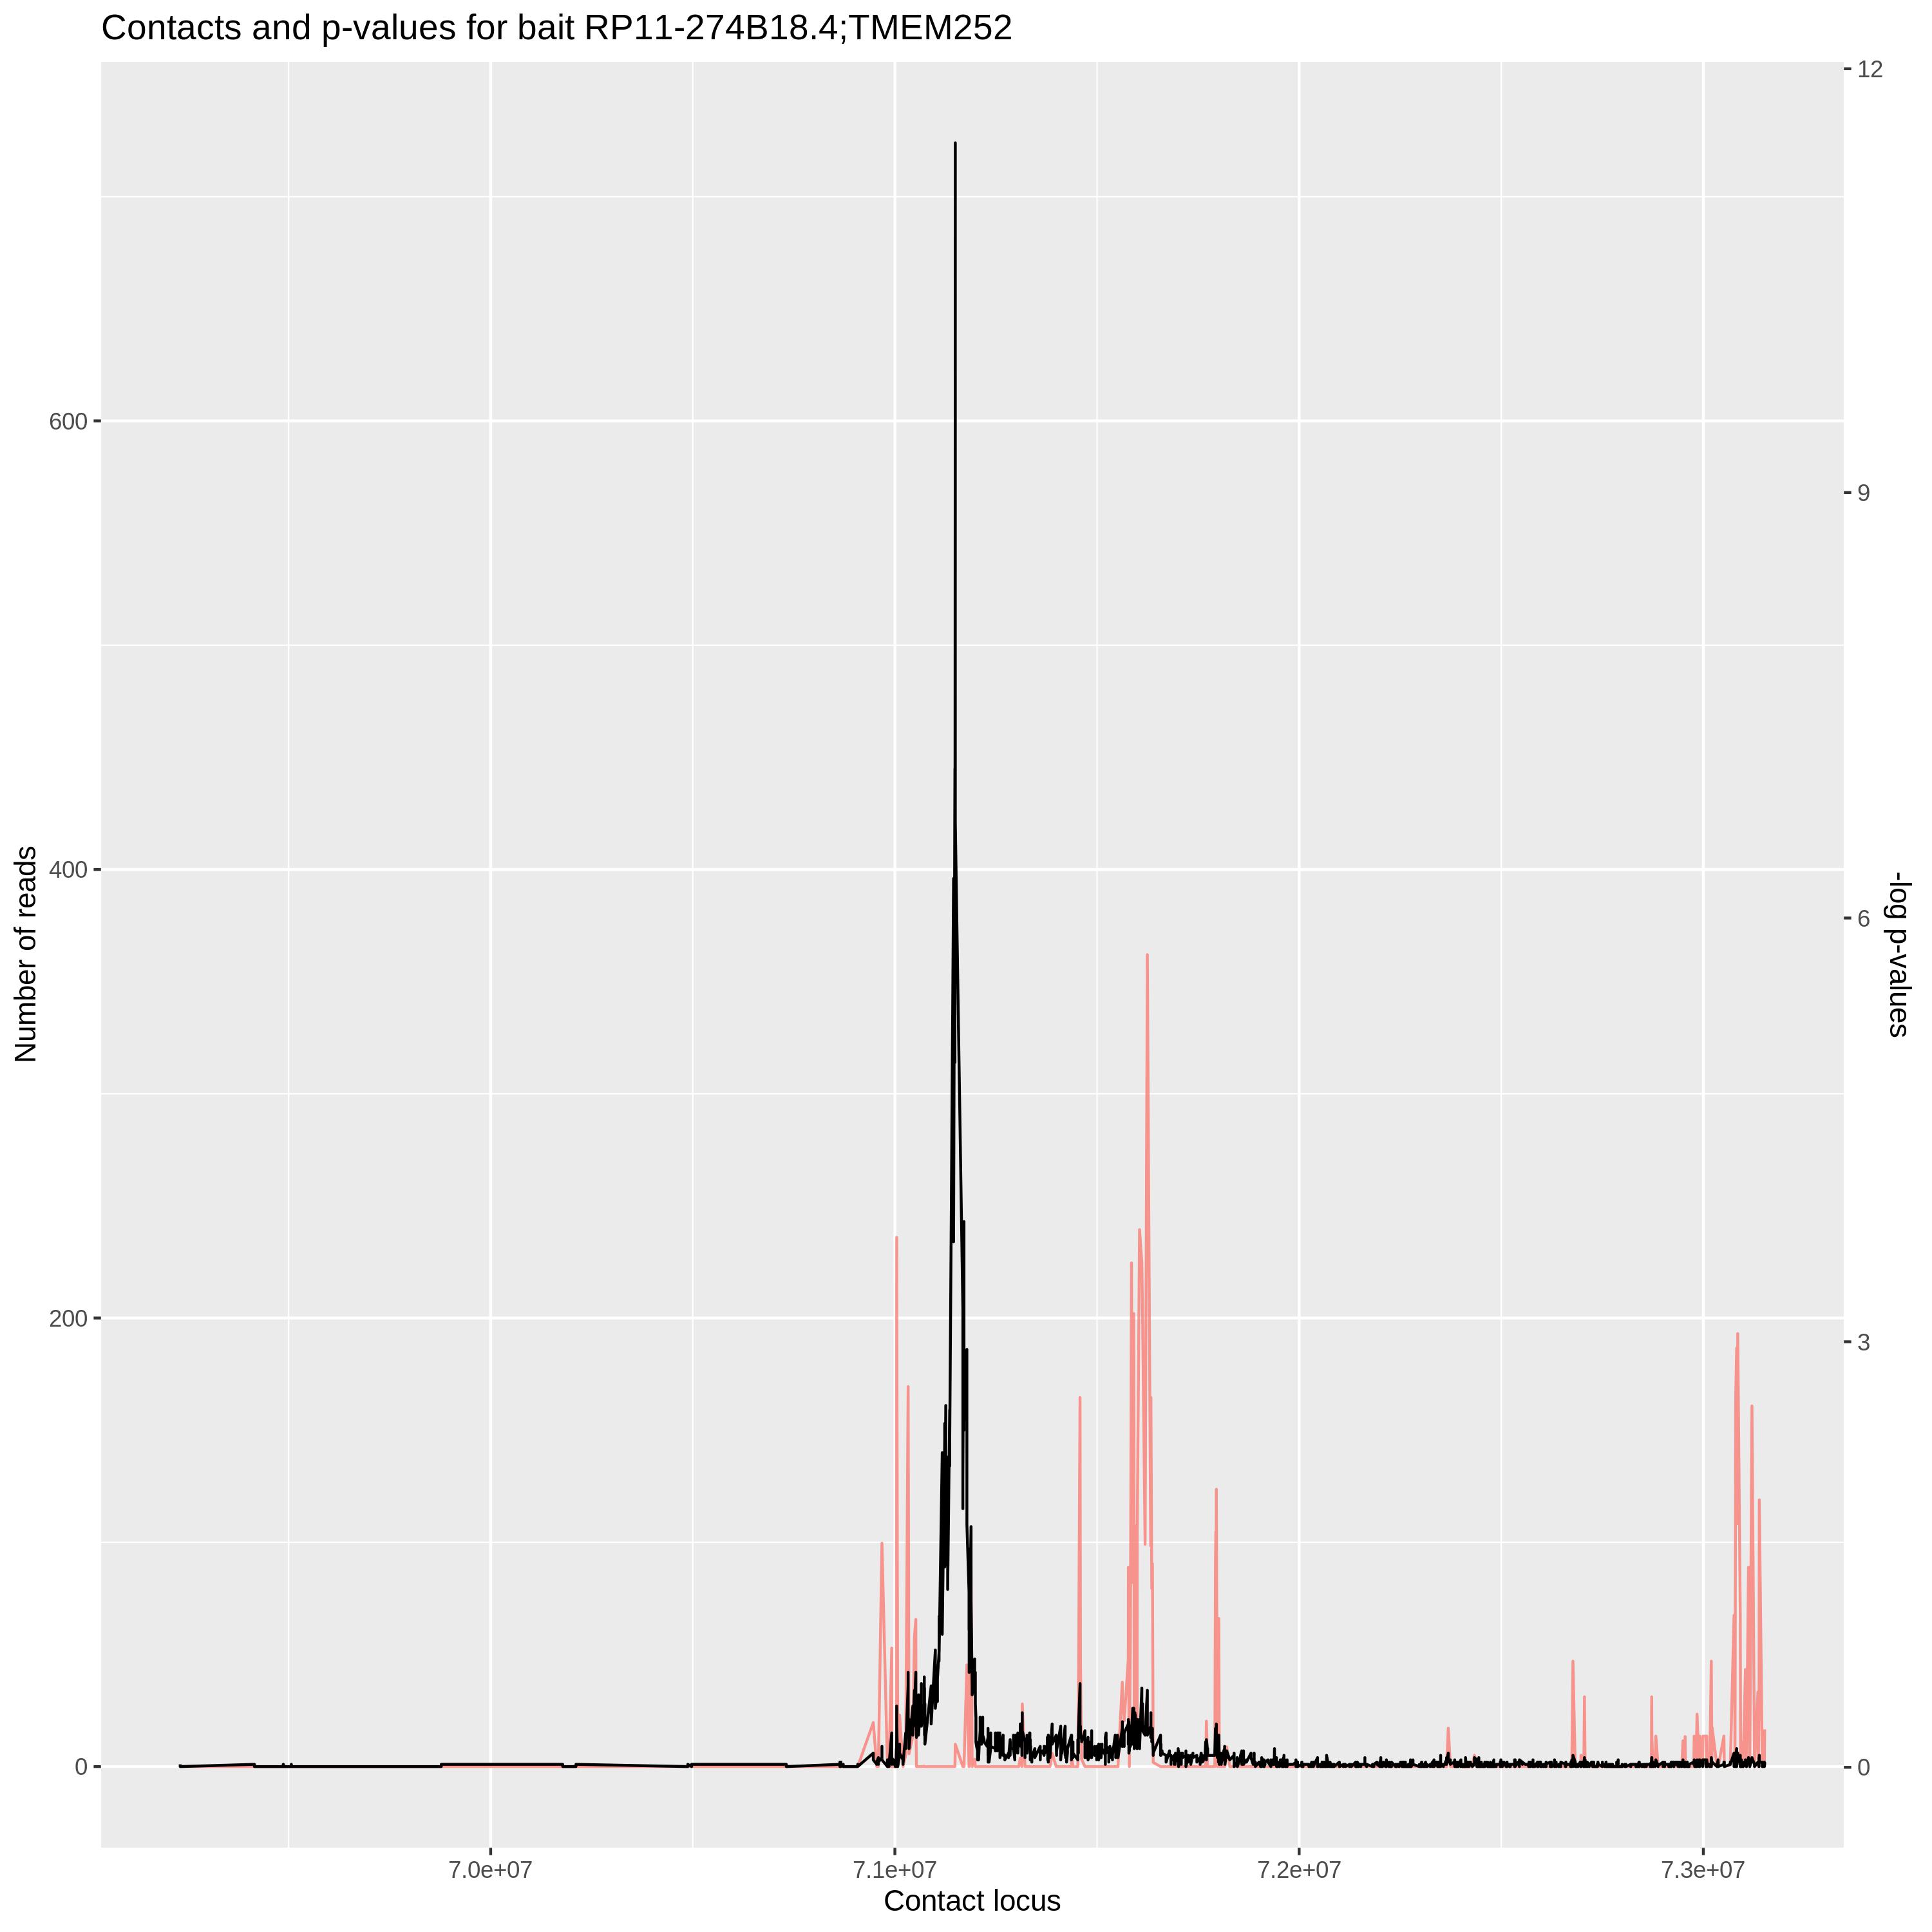 Contacts and p-values for bait RP11-274B18.4;TMEM252
12
9
6
3
0
600
400
200
0
Number of reads
-log p-values
7.0e+07 7.1e+07 7.2e+07 7.3e+07
Contact locus